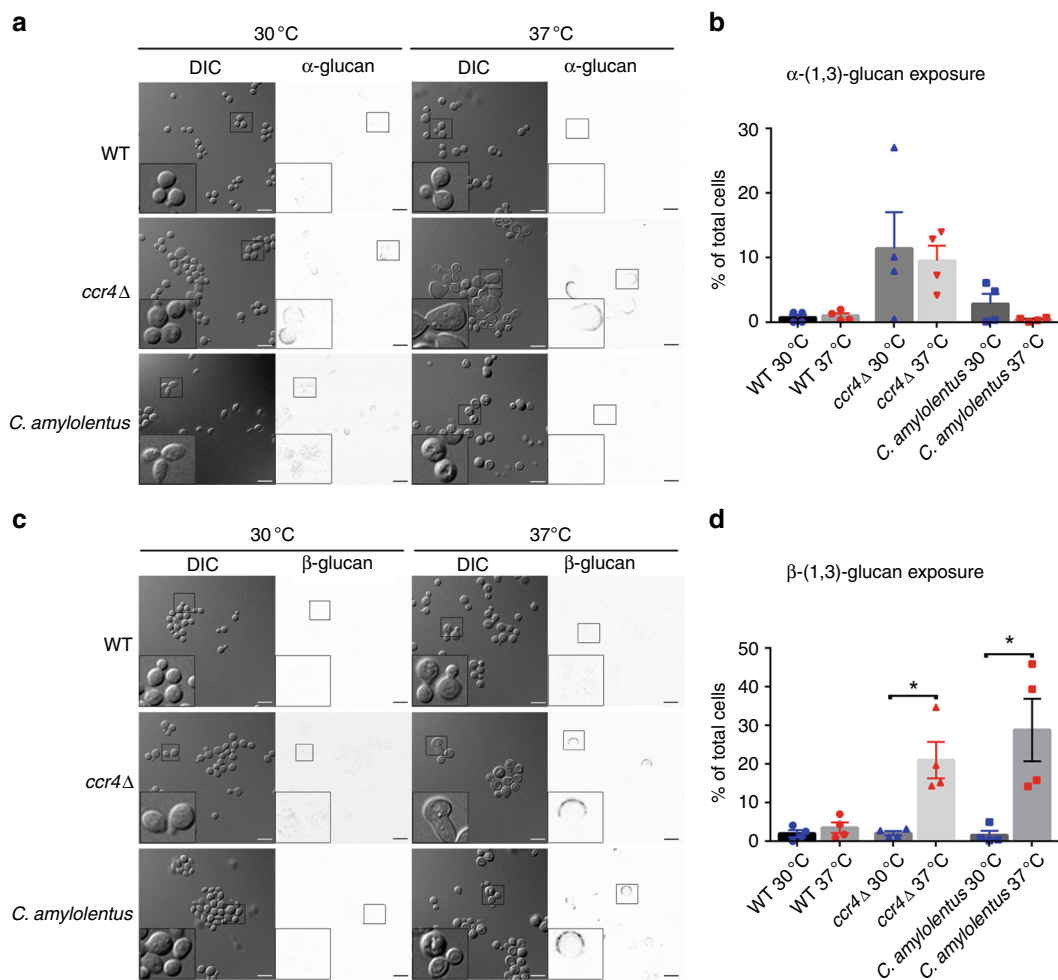 a
30 °C
37 °C
DIC
α-glucan
DIC
α-glucan
WT
ccr4Δ
C. amylolentus
b
α-(1,3)-glucan exposure
% of total cells
30
20
10
0
WT 30 °C
WT 37 °C
ccr4Δ 30 °C
ccr4Δ 37 °C
C. amylolentus 30 °C
C. amylolentus 37 °C
c
30 °C
37°C
DIC
β-glucan
DIC
β-glucan
WT
ccr4Δ
C. amylolentus
d
β-(1,3)-glucan exposure
% of total cells
50
40
30
20
10
0
*
*
WT 30 °C
WT 37 °C
ccr4Δ 30 °C
ccr4Δ 37 °C
C. amylolentus 30 °C
C. amylolentus 37 °C